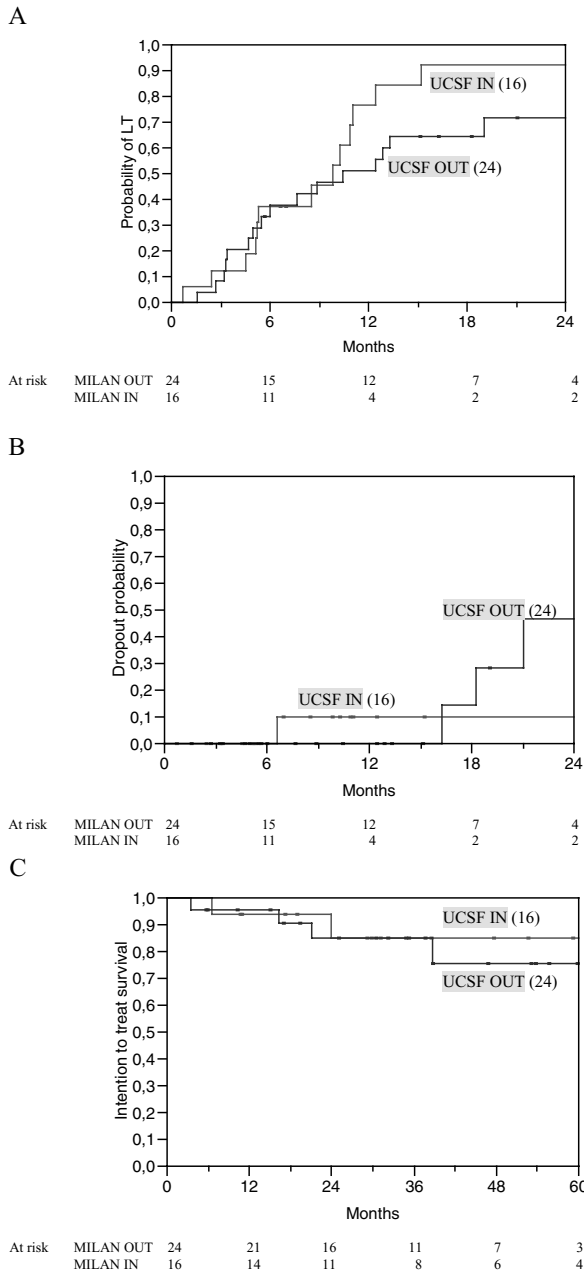 A
1,0
0,9
0,8
0,7
0,6
0,5
0,4
0,3
0,2
0,1
0,0
Probability of LT
UCSF IN (16)
UCSF OUT (24)
0 6 12 18 24
Months
At risk MILAN OUT 24 15 12 7 4
MILAN IN 16 11 4 2 2
B
1,0
0,9
0,8
0,7
0,6
0,5
0,4
0,3
0,2
0,1
0,0
Dropout probability
UCSF OUT (24)
UCSF IN (16)
0 6 12 18 24
Months
At risk MILAN OUT 24 15 12 7 4
MILAN IN 16 11 4 2 2
C
1,0
0,9
0,8
0,7
0,6
0,5
0,4
0,3
0,2
0,1
0,0
Intention to treat survival
UCSF IN (16)
UCSF OUT (24)
0 12 24 36 48 60
Months
At risk MILAN OUT 24 21 16 11 7 3
MILAN IN 16 14 11 8 6 4